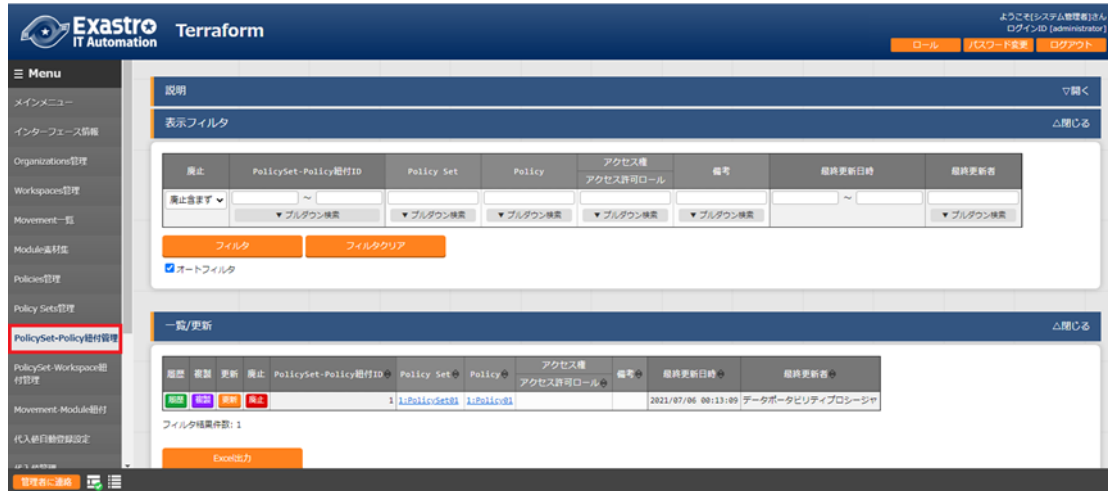 Exastro
IT Automation
Terraform
ようこそ[システム管理者]さん
ログインID [administrator]
ロール
パスワード変更
ログアウト
☰ Menu
メインメニュー
インターフェース情報
Organizations管理
Workspaces管理
Movement一覧
Module素材集
Policies管理
Policy Sets管理
PolicySet-Policy紐付管理
PolicySet-Workspace紐
付管理
Movement-Module紐付
代入値自動登録設定
代入値管理
説明
▽開く
表示フィルタ
△閉じる
廃止 PolicySet-Policy紐付ID Policy Set Policy アクセス権 備考 最終更新日時 最終更新者
アクセス許可ロール
廃止含まず ～ ～
▼ プルダウン検索 ▼ プルダウン検索 ▼ プルダウン検索 ▼ プルダウン検索 ▼ プルダウン検索 ▼ プルダウン検索
フィルタ フィルタクリア
オートフィルタ
一覧/更新
△閉じる
履歴 複製 更新 廃止 PolicySet-Policy紐付ID Policy Set Policy アクセス権 備考 最終更新日時 最終更新者
アクセス許可ロール
履歴 複製 更新 廃止 1 1:PolicySet01 1:Policy01 2021/07/06 00:13:09 データポータビリティプロシージャ
フィルタ結果件数: 1
Excel出力
管理者に連絡